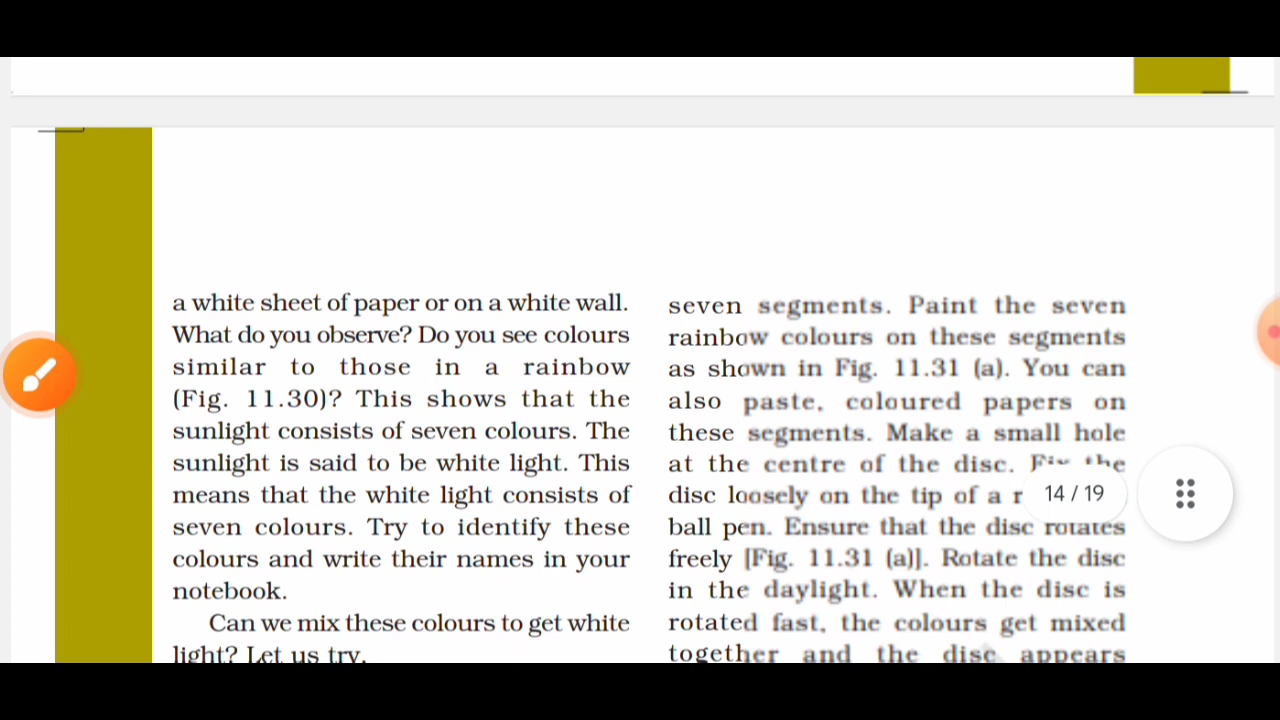 a white sheet of paper or on a white wall.
What do you observe? Do you see colours
similar to those in a rainbow
(Fig. 11.30)? This shows that the
sunlight consists of seven colours. The
sunlight is said to be white light. This
means that the white light consists of
seven colours. Try to identify these
colours and write their names in your
notebook.
Can we mix these colours to get white
light? Let us try.
seven segments. Paint the seven
rainbow colours on these segments
as shown in Fig. 11.31 (a). You can
also paste, coloured papers on
these segments. Make a small hole
at the centre of the disc. Fix the
disc loosely on the tip of a
ball pen. Ensure that the disc rotates
freely [Fig. 11.31 (a)]. Rotate the disc
in the daylight. When the disc is
rotated fast, the colours get mixed
together and the disc appears
14 / 19